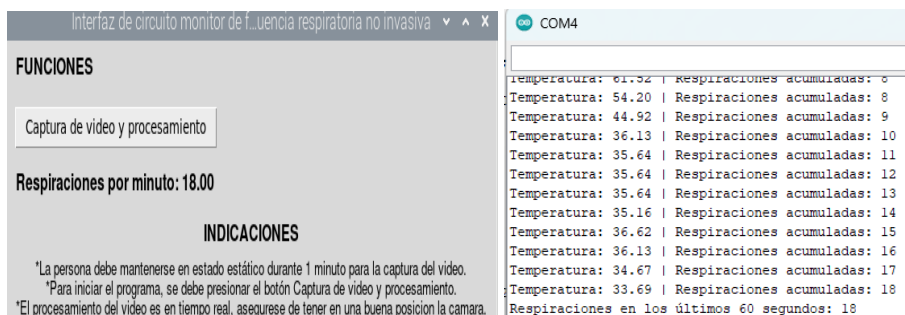 Interfaz de circuito monitor de f...uencia respiratoria no invasiva
FUNCIONES
Captura de video y procesamiento
Respiraciones por minuto: 18.00
INDICACIONES
*La persona debe mantenerse en estado estático durante 1 minuto para la captura del video.
*Para iniciar el programa, se debe presionar el botón Captura de video y procesamiento.
*El procesamiento del video es en tiempo real, asegurese de tener en una buena posicion la camara.
COM4
Temperatura: 61.52 | Respiraciones acumuladas: 8
Temperatura: 54.20 | Respiraciones acumuladas: 8
Temperatura: 44.92 | Respiraciones acumuladas: 9
Temperatura: 36.13 | Respiraciones acumuladas: 10
Temperatura: 35.64 | Respiraciones acumuladas: 11
Temperatura: 35.64 | Respiraciones acumuladas: 12
Temperatura: 35.64 | Respiraciones acumuladas: 13
Temperatura: 35.16 | Respiraciones acumuladas: 14
Temperatura: 36.62 | Respiraciones acumuladas: 15
Temperatura: 36.13 | Respiraciones acumuladas: 16
Temperatura: 34.67 | Respiraciones acumuladas: 17
Temperatura: 33.69 | Respiraciones acumuladas: 18
Respiraciones en los últimos 60 segundos: 18